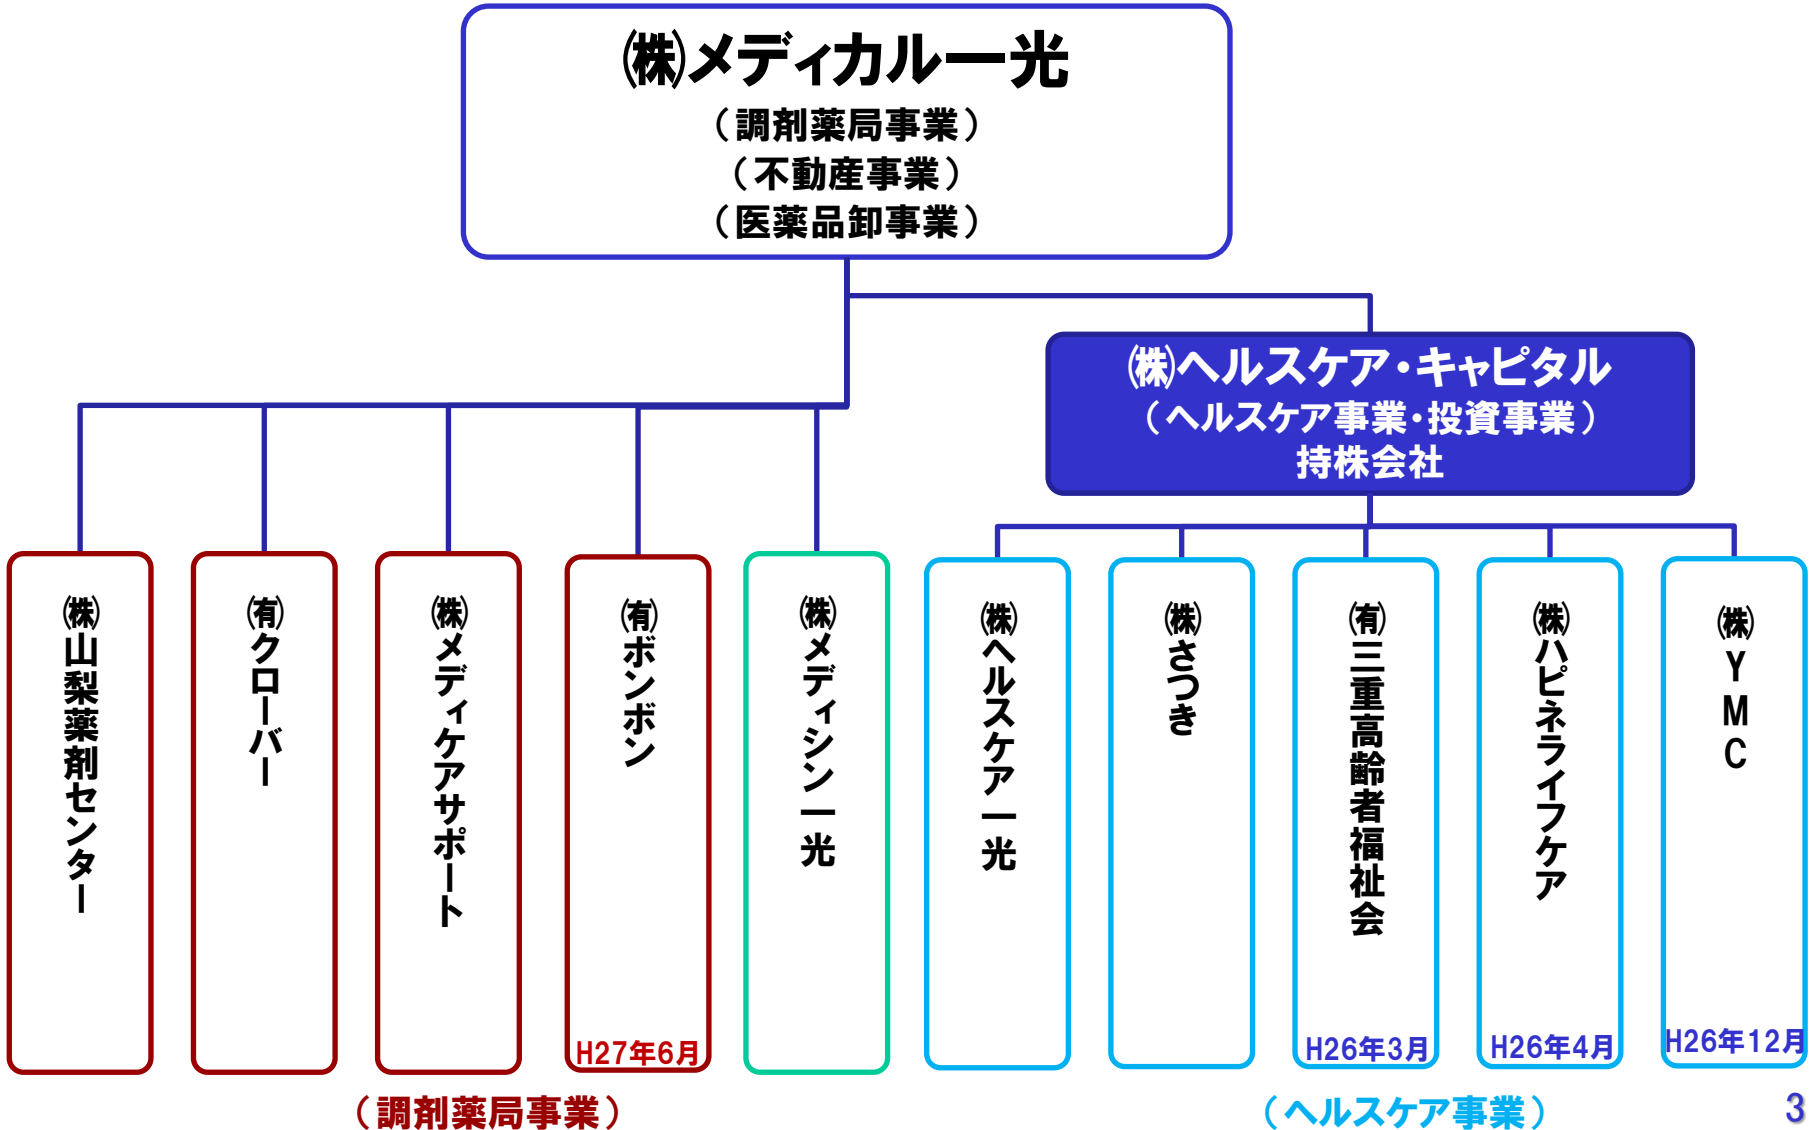 ㈱メディカル一光
（調剤薬局事業）
（不動産事業）
（医薬品卸事業）
㈱ヘルスケア・キャピタル
（ヘルスケア事業・投資事業）
持株会社
㈱山梨薬剤センター
㈲クローバー
㈱メディケアサポート
㈲ボンボン
H27年6月
㈱メディシン一光
㈱ヘルスケア一光
㈱さつき
㈲三重高齢者福祉会
H26年3月
㈱ハピネライフケア
H26年4月
㈱YMC
H26年12月
（調剤薬局事業）
（ヘルスケア事業）
3